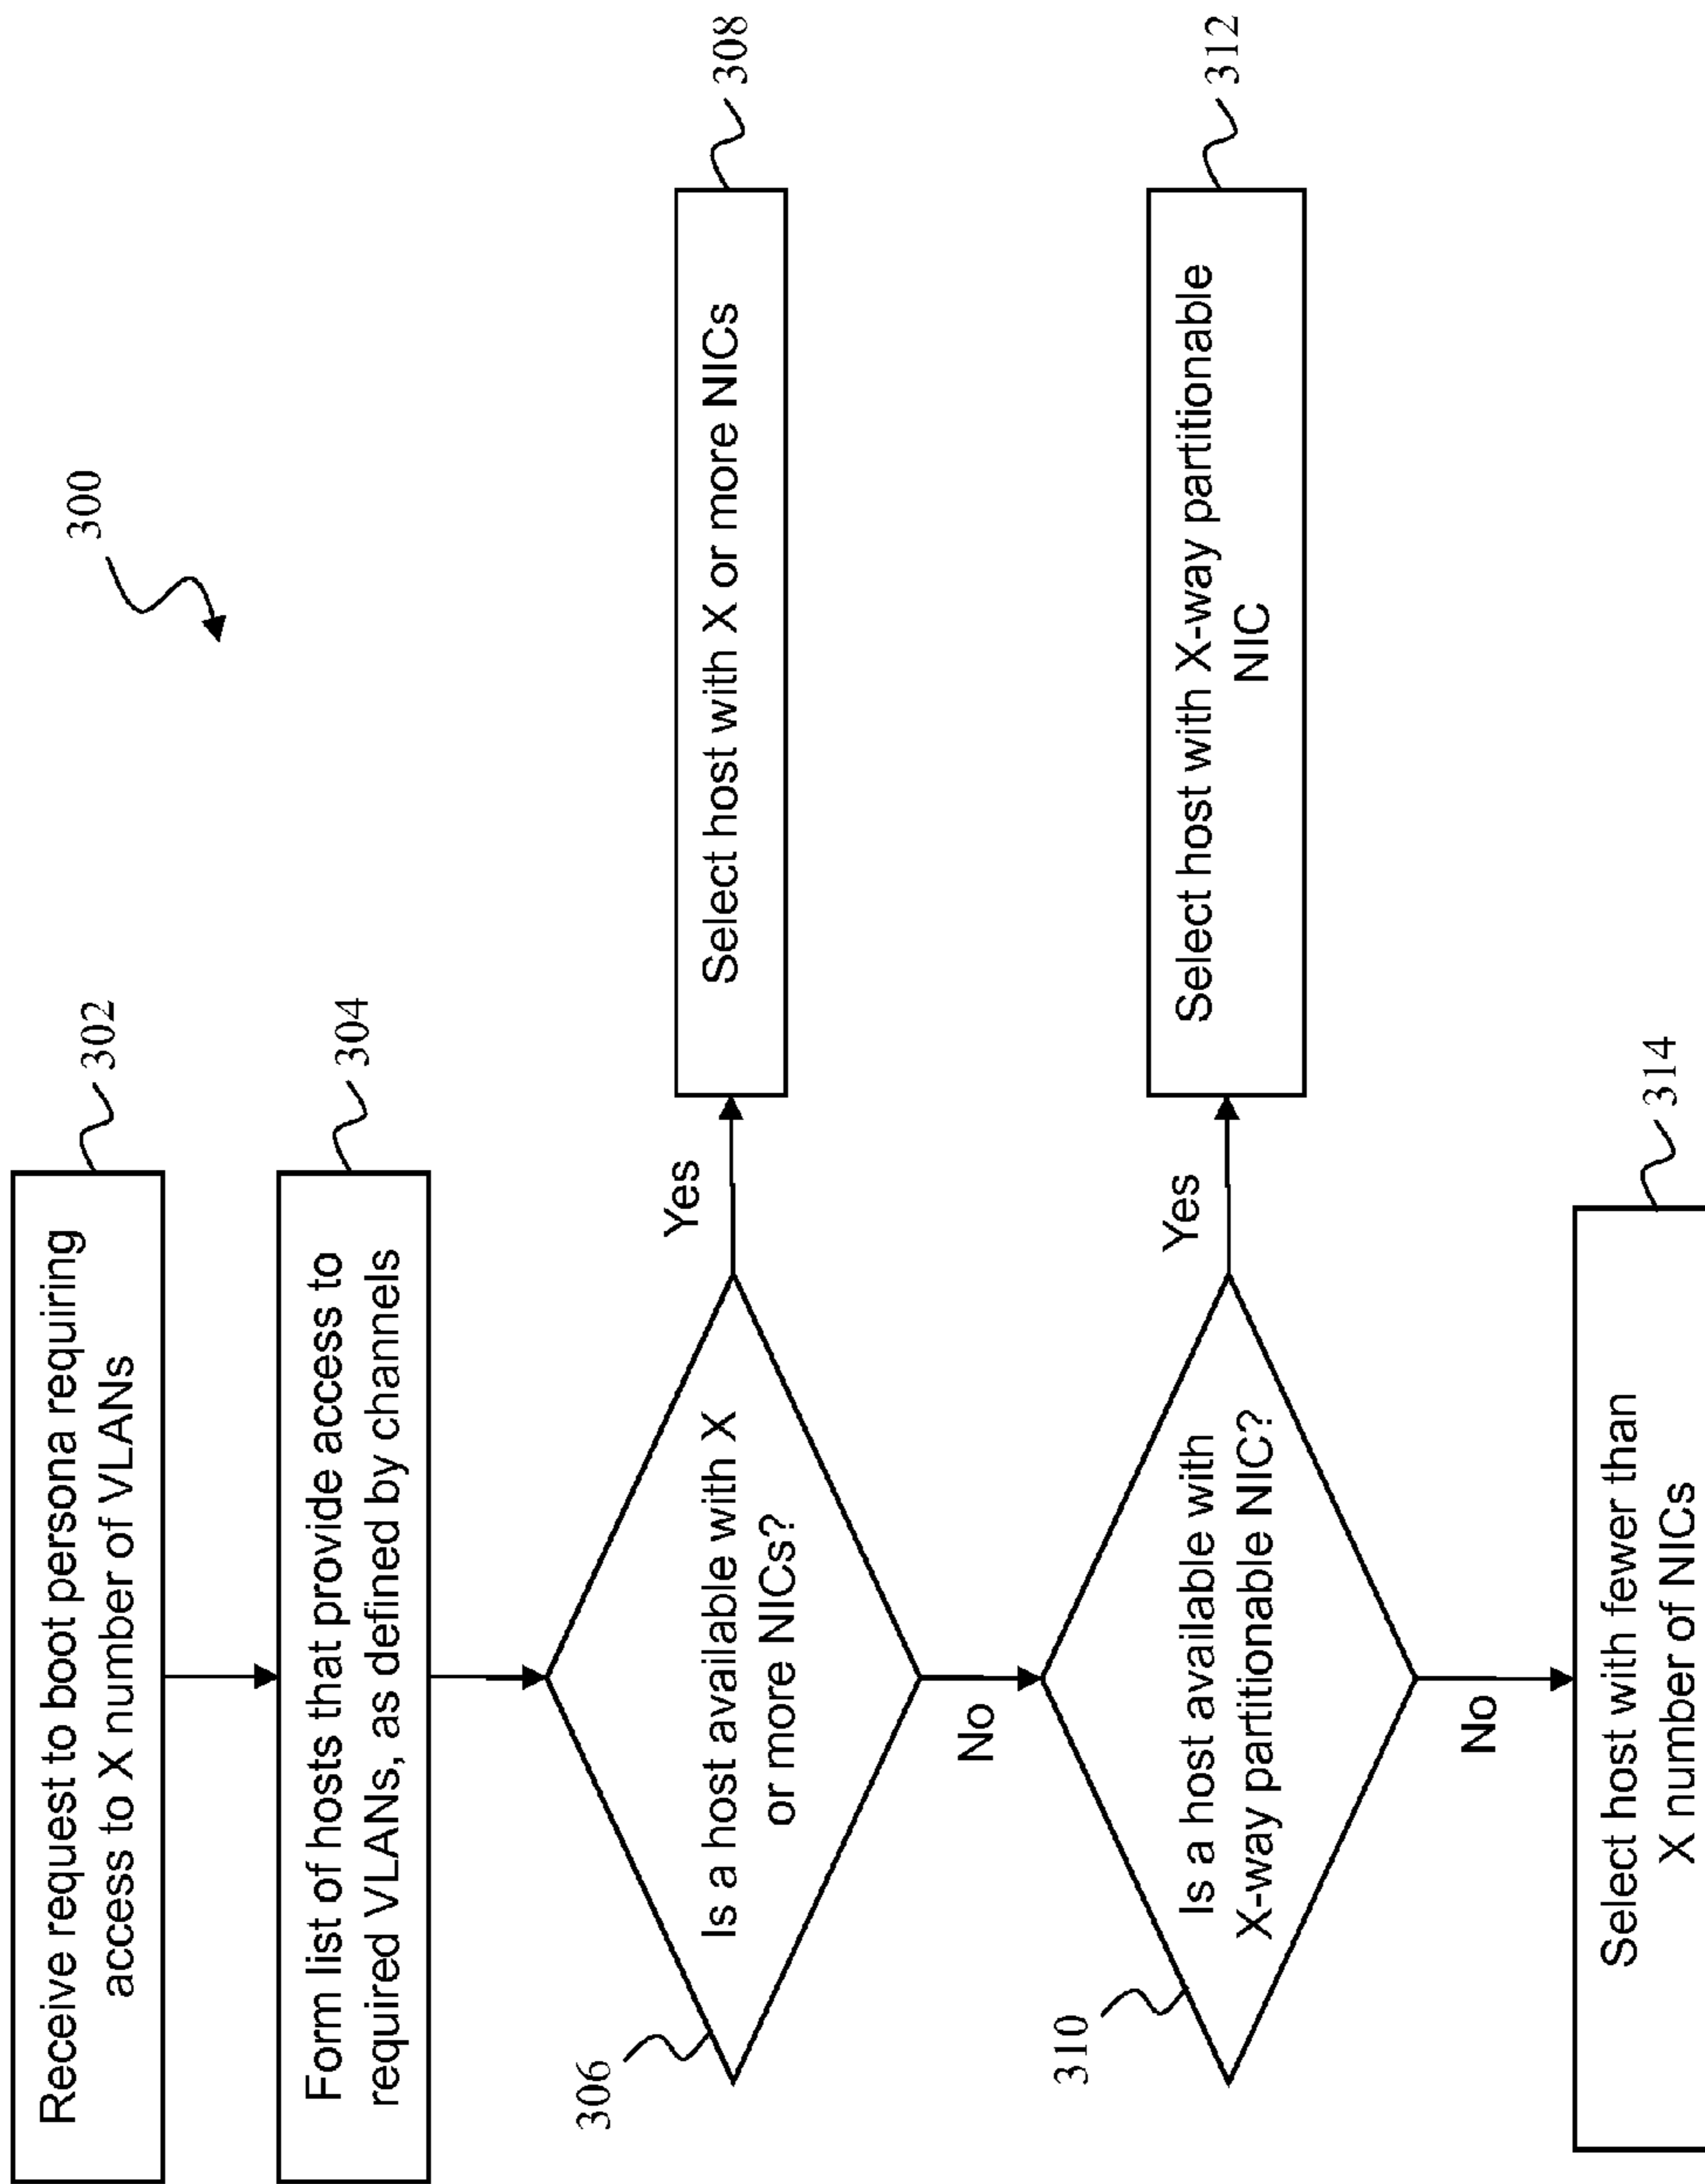 300
Receive request to boot persona requiring
access to X number of VLANs
302
Form list of hosts that provide access to
required VLANs, as defined by channels
304
306
Is a host available with X
or more NICs?
Yes
Select host with X or more NICs
308
No
310
Is a host available with
X-way partitionable NIC?
Yes
Select host with X-way partitionable
NIC
312
No
Select host with fewer than
X number of NICs
314